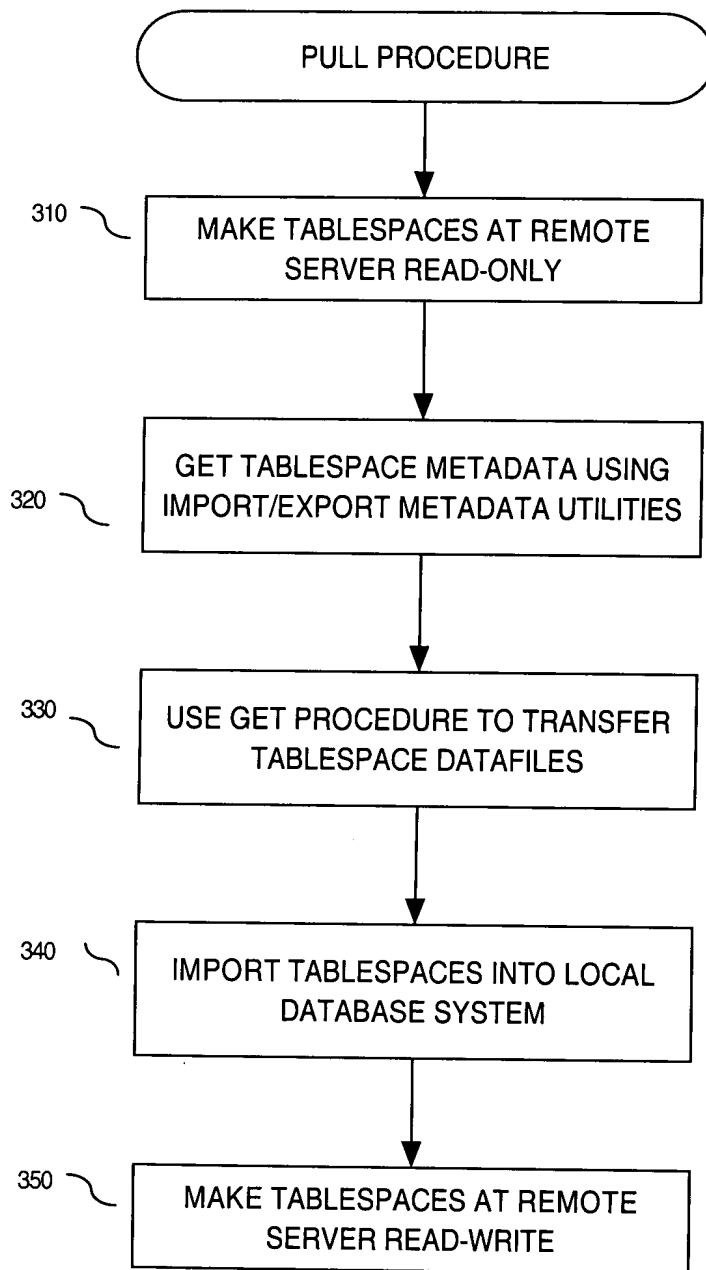 PULL PROCEDURE
310
MAKE TABLESPACES AT REMOTE
SERVER READ-ONLY
320
GET TABLESPACE METADATA USING
IMPORT/EXPORT METADATA UTILITIES
330
USE GET PROCEDURE TO TRANSFER
TABLESPACE DATAFILES
340
IMPORT TABLESPACES INTO LOCAL
DATABASE SYSTEM
350
MAKE TABLESPACES AT REMOTE
SERVER READ-WRITE